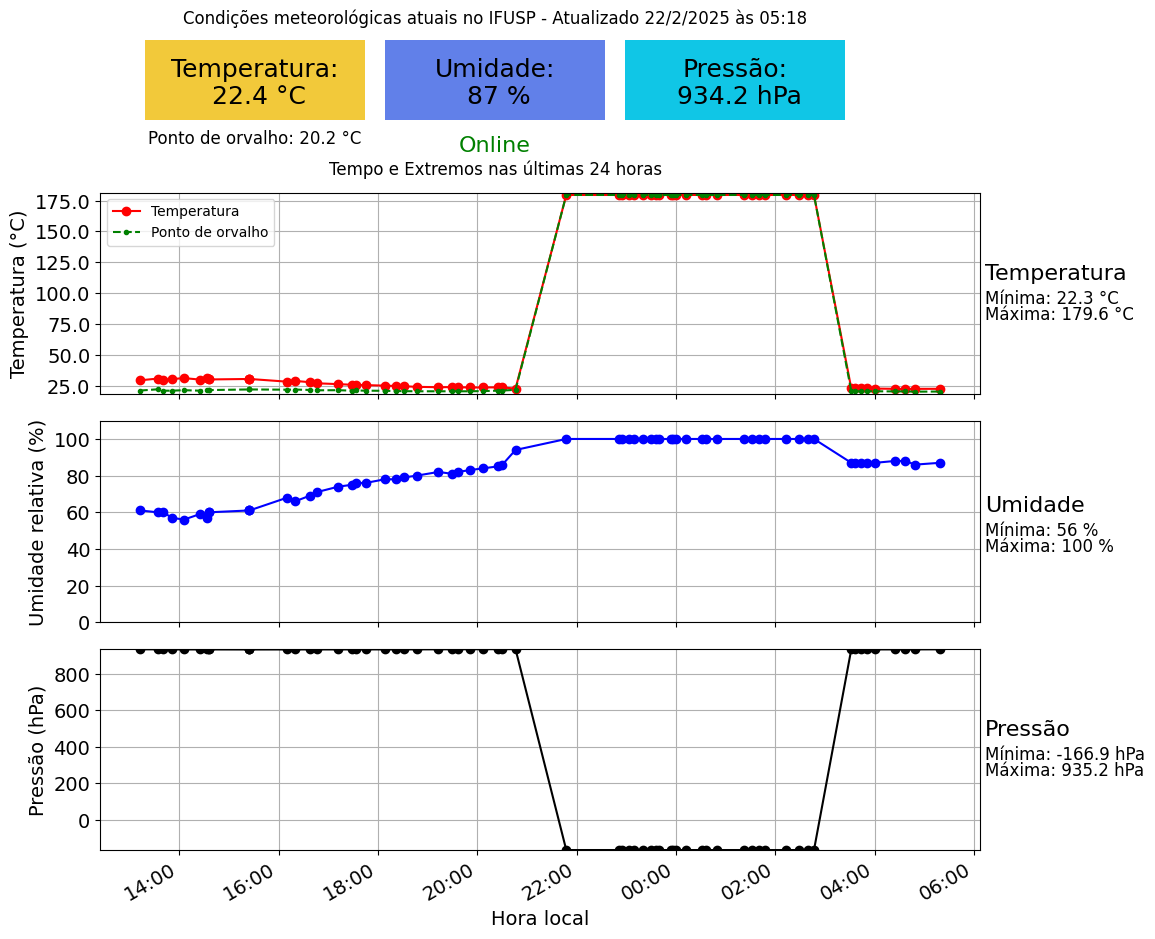 Condições meteorológicas atuais no IFUSP - Atualizado 22/2/2025 às 05:18
Temperatura:
22.4 °C
Umidade:
87 %
Pressão:
934.2 hPa
Ponto de orvalho: 20.2 °C
Online
Tempo e Extremos nas últimas 24 horas
Temperatura (°C)
175.0
150.0
125.0
100.0
75.0
50.0
25.0
Temperatura
Ponto de orvalho
Temperatura
Mínima: 22.3 °C
Máxima: 179.6 °C
Umidade relativa (%)
100
80
60
40
20
0
Umidade
Mínima: 56 %
Máxima: 100 %
Pressão (hPa)
800
600
400
200
0
Pressão
Mínima: -166.9 hPa
Máxima: 935.2 hPa
14:00
16:00
18:00
20:00
22:00
00:00
02:00
04:00
06:00
Hora local